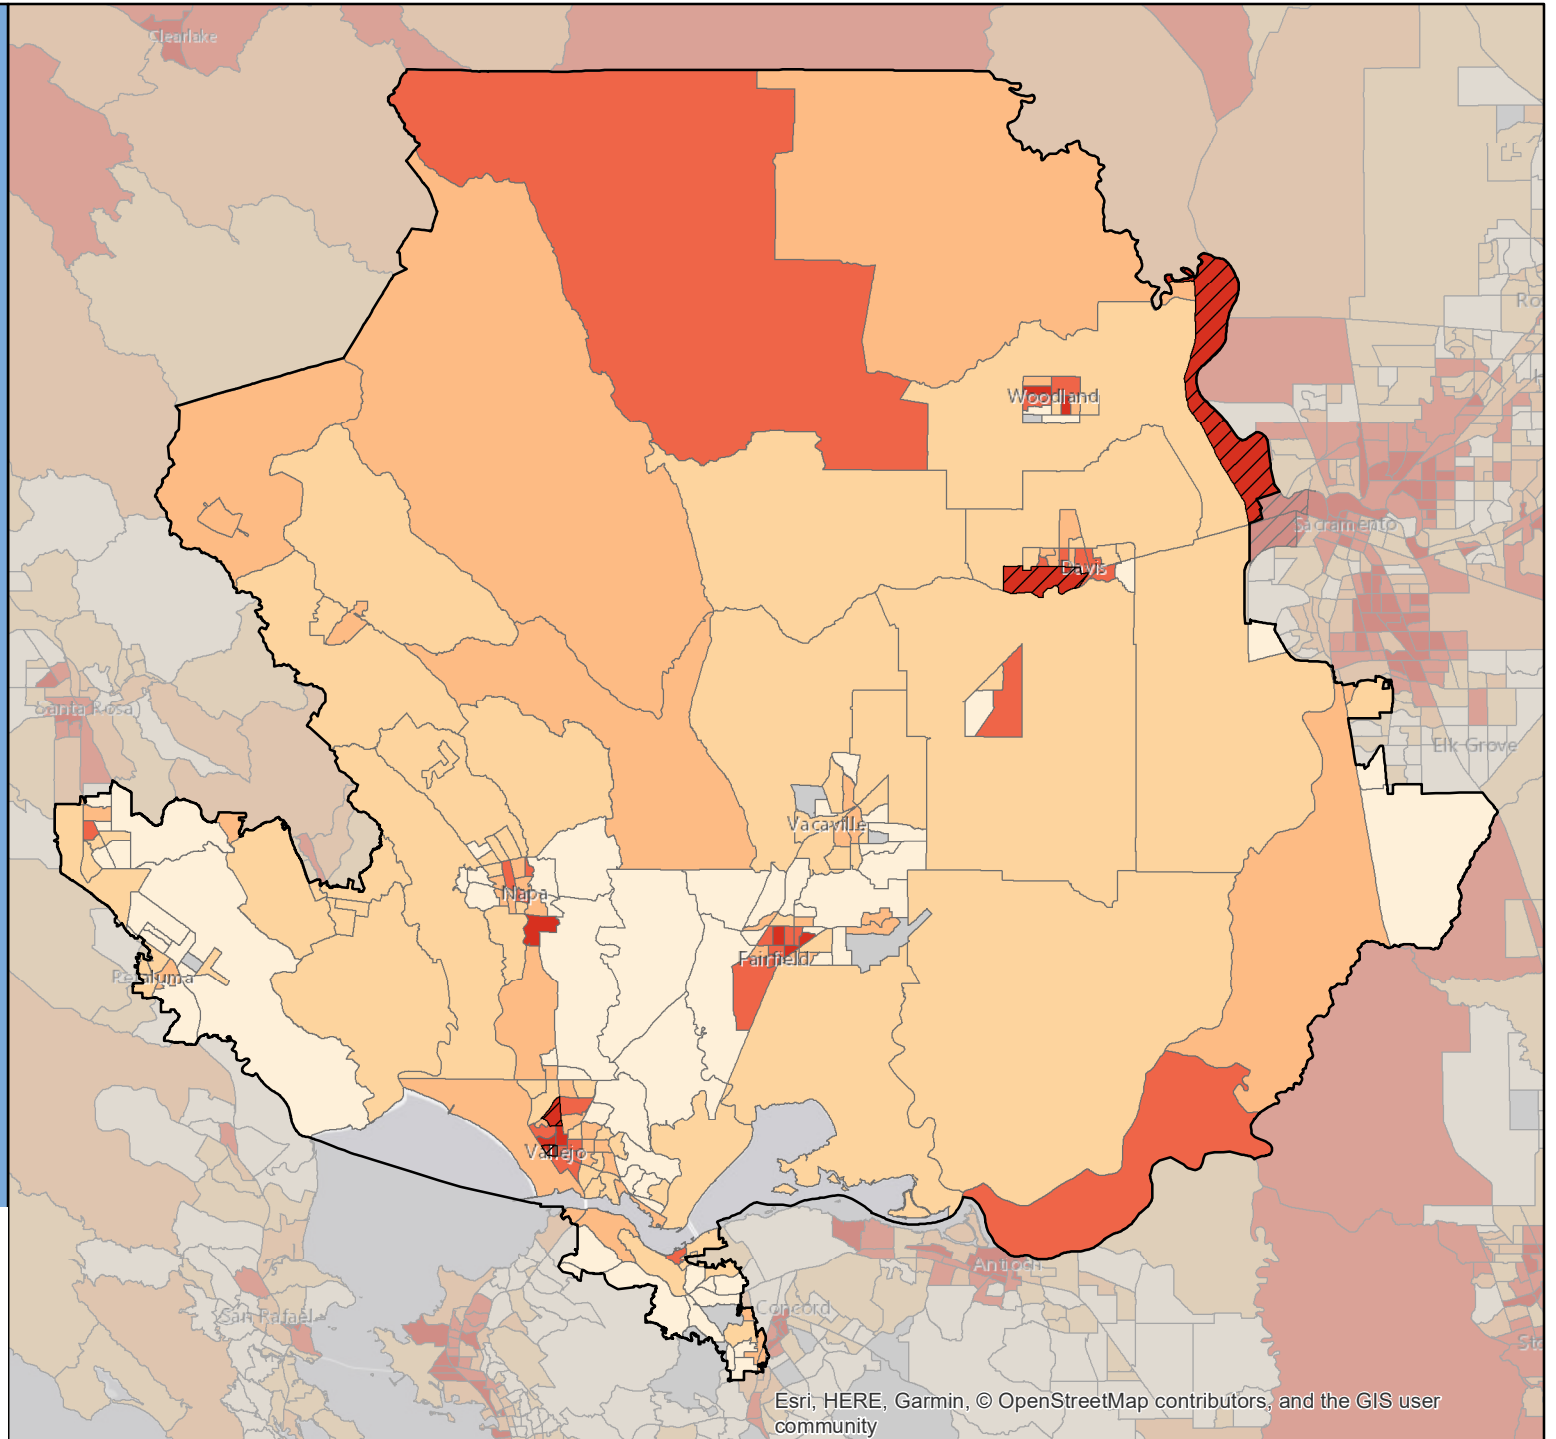 Clearlake
Woodland
Sacramento
Davis
Santa Rosa
Elk Grove
Vacaville
Napa
Fairfield
Petaluma
Vallejo
Antioch
Concord
San Rafael
Esri, HERE, Garmin, © OpenStreetMap contributors, and the GIS user
community